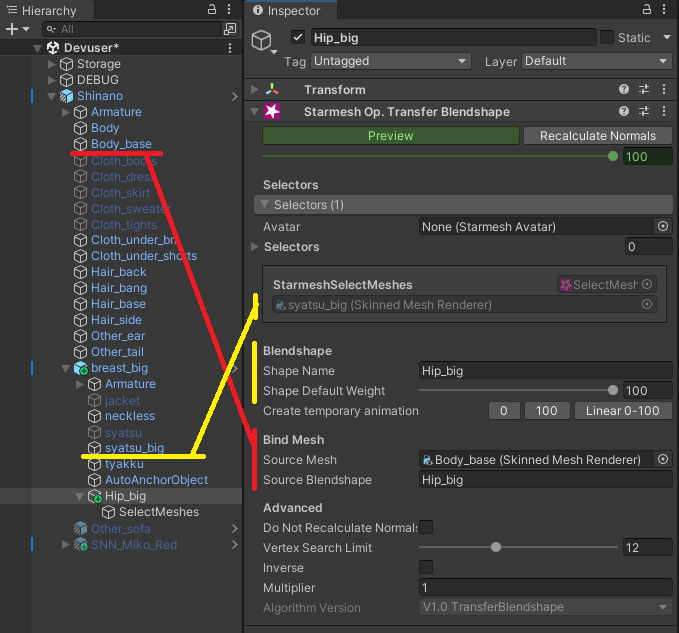 Hierarchy
All
Devuser*
Storage
DEBUG
Shinano
Armature
Body
Body_base
Cloth_boots
Cloth_dress
Cloth_skirt
Cloth_sweater
Cloth_tights
Cloth_under_bra
Cloth_under_shorts
Hair_back
Hair_bang
Hair_base
Hair_side
Other_ear
Other_tail
breast_big
Armature
jacket
neckless
syatsu
syatsu_big
tyakku
AutoAnchorObject
Hip_big
SelectMeshes
Other_sofa
SNN_Miko_Red
Inspector
Hip_big Static
Tag Untagged Layer Default
Transform
Starmesh Op. Transfer Blendshape
Preview Recalculate Normals
100
Selectors
Selectors (1)
Avatar None (Starmesh Avatar)
Selectors 0
StarmeshSelectMeshes SelectMesh
syatsu_big (Skinned Mesh Renderer)
Blendshape
Shape Name Hip_big
Shape Default Weight 100
Create temporary animation 0 100 Linear 0-100
Bind Mesh
Source Mesh Body_base (Skinned Mesh Renderer)
Source Blendshape Hip_big
Advanced
Do Not Recalculate Normals
Vertex Search Limit 12
Inverse
Multiplier 1
Algorithm Version V1.0 TransferBlendshape